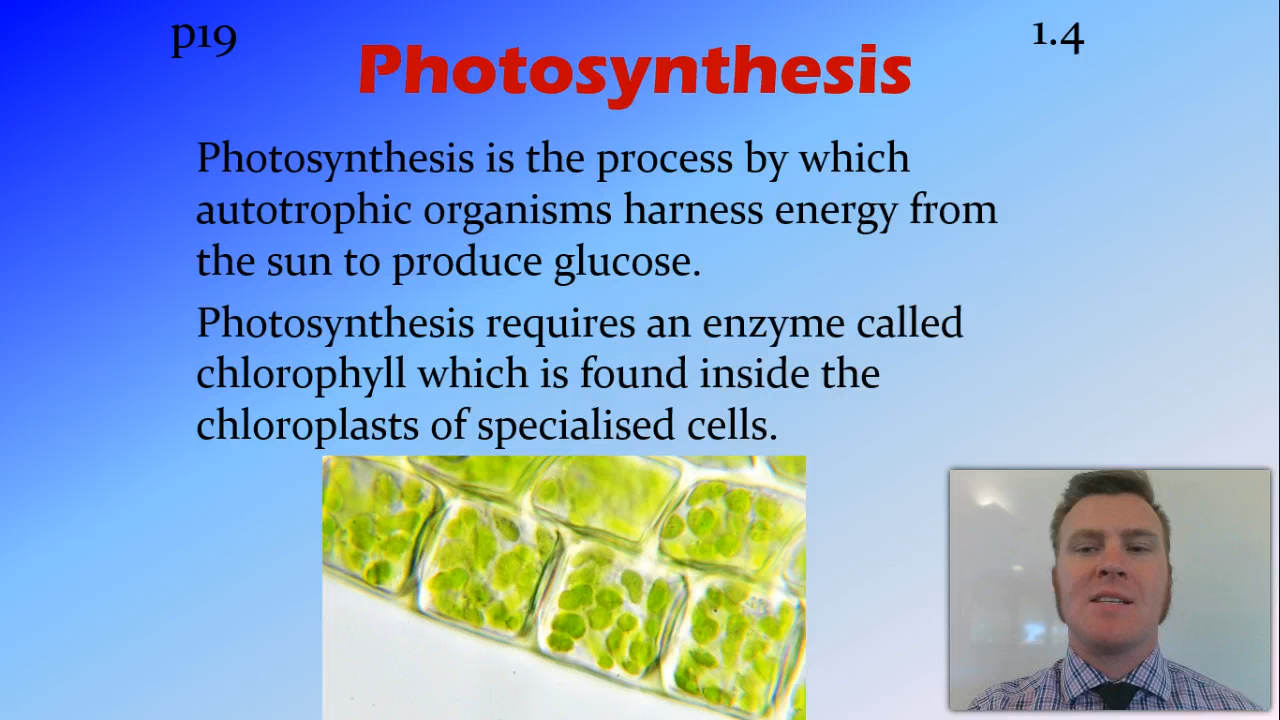 p19
1.4
Photosynthesis
Photosynthesis is the process by which
autotrophic organisms harness energy from
the sun to produce glucose.
Photosynthesis requires an enzyme called
chlorophyll which is found inside the
chloroplasts of specialised cells.